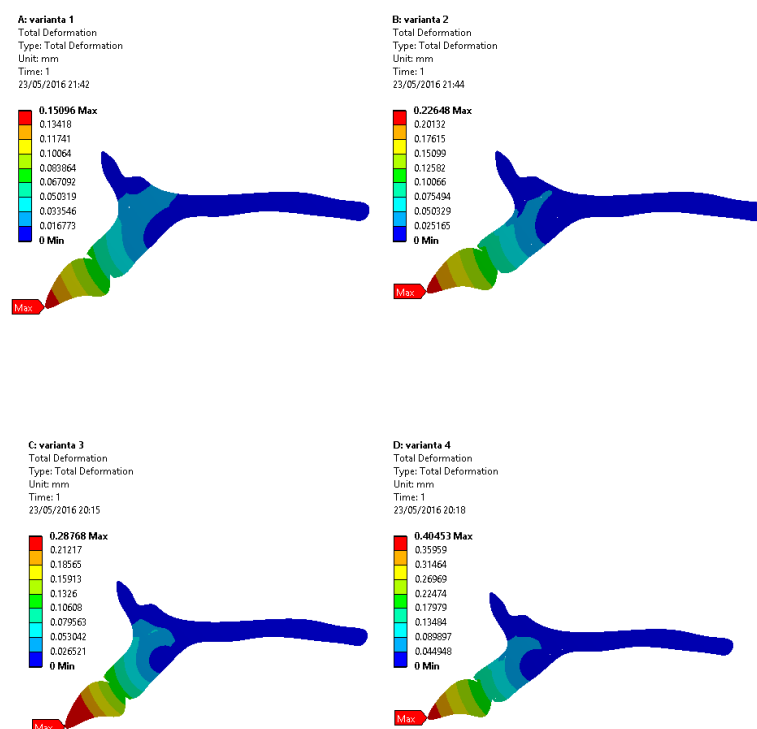 A: varianta 1
Total Deformation
Type: Total Deformation
Unit: mm
Time: 1
23/05/2016 21:42
0.15096 Max
0.13418
0.11741
0.10064
0.083864
0.067092
0.050319
0.033546
0.016773
0 Min
Max
B: varianta 2
Total Deformation
Type: Total Deformation
Unit: mm
Time: 1
23/05/2016 21:44
0.22648 Max
0.20132
0.17615
0.15099
0.12582
0.10066
0.075494
0.050329
0.025165
0 Min
Max
C: varianta 3
Total Deformation
Type: Total Deformation
Unit: mm
Time: 1
23/05/2016 20:15
0.28768 Max
0.21217
0.18565
0.15913
0.1326
0.10608
0.079563
0.053042
0.026521
0 Min
Max
D: varianta 4
Total Deformation
Type: Total Deformation
Unit: mm
Time: 1
23/05/2016 20:18
0.40453 Max
0.35959
0.31464
0.26969
0.22474
0.17979
0.13484
0.089897
0.044948
0 Min
Max